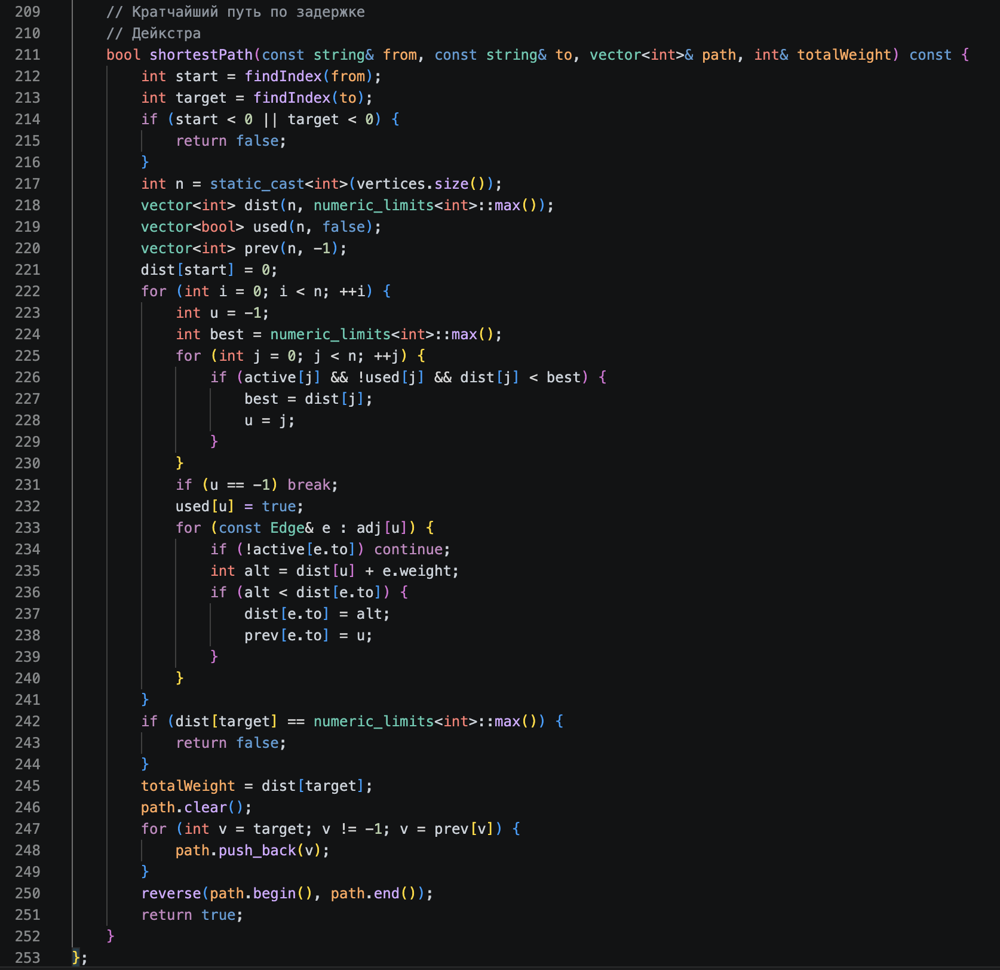 209 // Кратчайший путь по задержке
210 // Дейкстра
211 bool shortestPath(const string& from, const string& to, vector<int>& path, int& totalWeight) const {
212 int start = findIndex(from);
213 int target = findIndex(to);
214 if (start < 0 || target < 0) {
215 return false;
216 }
217 int n = static_cast<int>(vertices.size());
218 vector<int> dist(n, numeric_limits<int>::max());
219 vector<bool> used(n, false);
220 vector<int> prev(n, -1);
221 dist[start] = 0;
222 for (int i = 0; i < n; ++i) {
223 int u = -1;
224 int best = numeric_limits<int>::max();
225 for (int j = 0; j < n; ++j) {
226 if (active[j] && !used[j] && dist[j] < best) {
227 best = dist[j];
228 u = j;
229 }
230 }
231 if (u == -1) break;
232 used[u] = true;
233 for (const Edge& e : adj[u]) {
234 if (!active[e.to]) continue;
235 int alt = dist[u] + e.weight;
236 if (alt < dist[e.to]) {
237 dist[e.to] = alt;
238 prev[e.to] = u;
239 }
240 }
241 }
242 if (dist[target] == numeric_limits<int>::max()) {
243 return false;
244 }
245 totalWeight = dist[target];
246 path.clear();
247 for (int v = target; v != -1; v = prev[v]) {
248 path.push_back(v);
249 }
250 reverse(path.begin(), path.end());
251 return true;
252 }
253 };